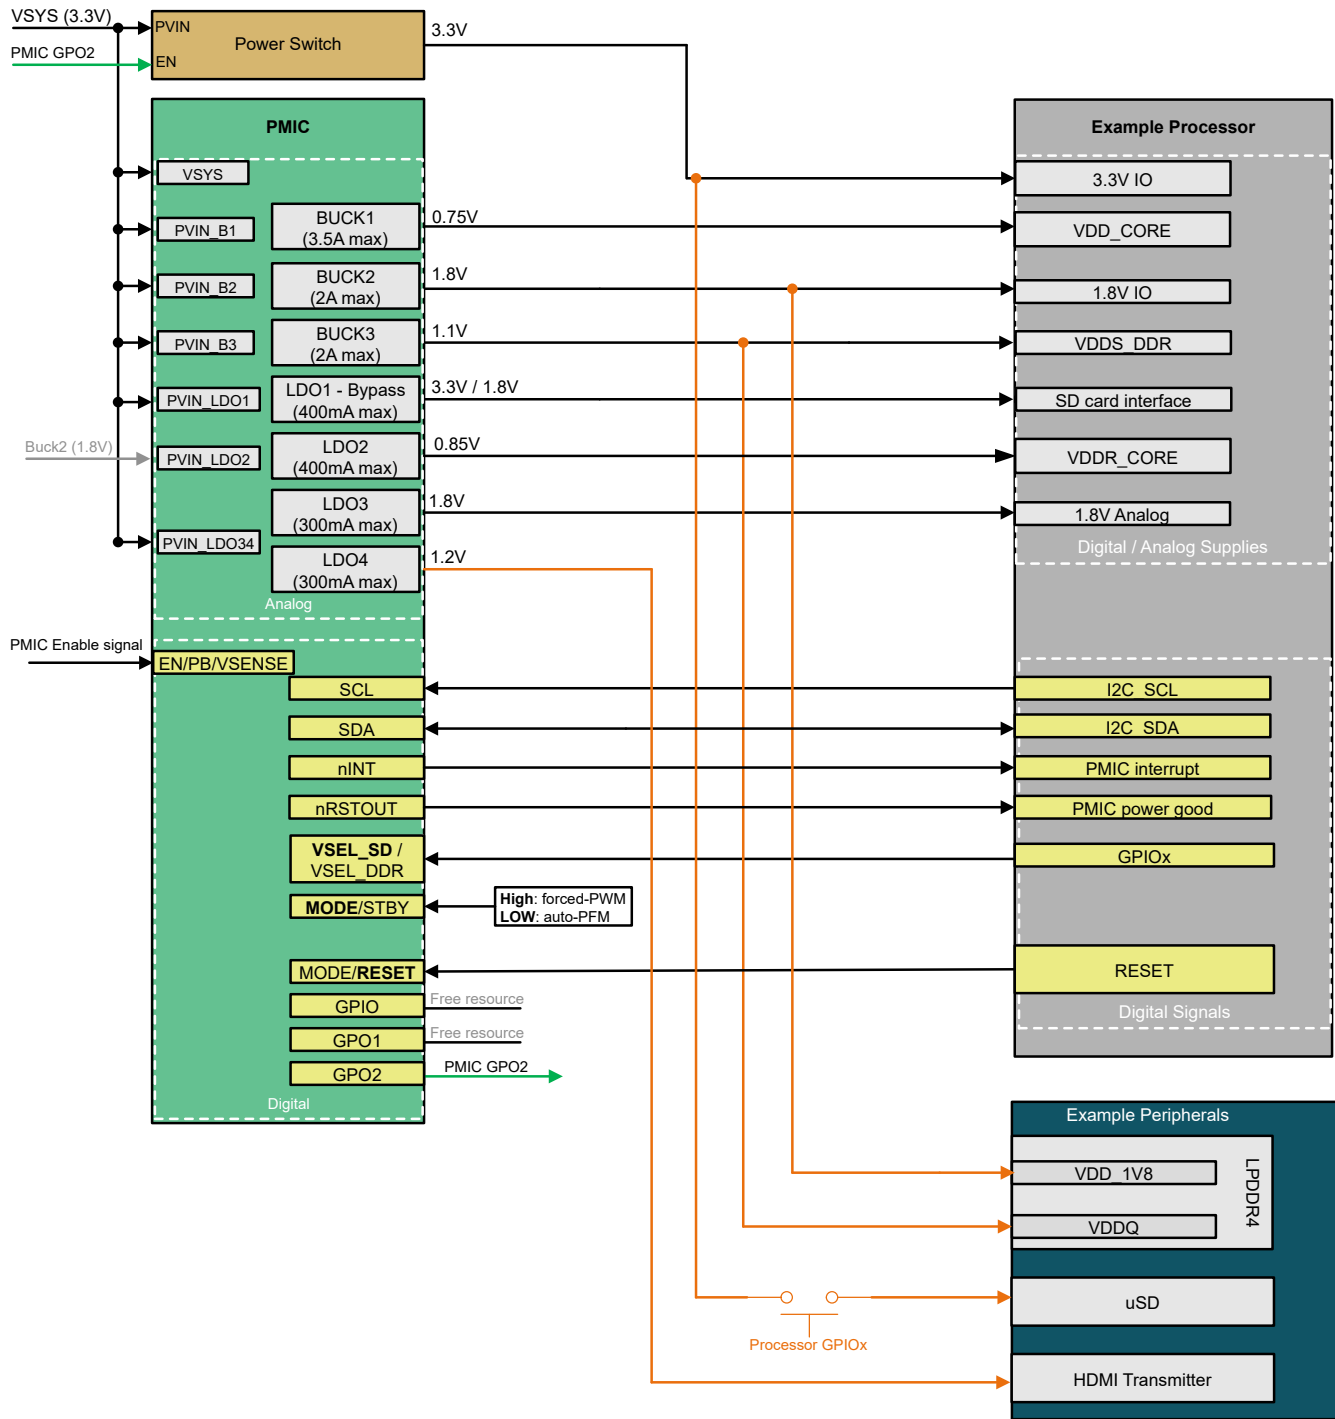 VSYS (3.3V)
PVIN
Power Switch
3.3V
PMIC GPO2
EN
PMIC
Example Processor
VSYS
3.3V IO
PVIN_B1
BUCK1
(3.5A max)
0.75V
VDD_CORE
PVIN_B2
BUCK2
(2A max)
1.8V
1.8V IO
PVIN_B3
BUCK3
(2A max)
1.1V
VDDS_DDR
PVIN_LDO1
LDO1 - Bypass
(400mA max)
3.3V / 1.8V
SD card interface
Buck2 (1.8V)
PVIN_LDO2
LDO2
(400mA max)
0.85V
VDDR_CORE
LDO3
(300mA max)
1.8V
1.8V Analog
PVIN_LDO34
LDO4
(300mA max)
1.2V
Digital / Analog Supplies
Analog
PMIC Enable signal
EN/PB/VSENSE
SCL
I2C_SCL
SDA
I2C_SDA
nINT
PMIC interrupt
nRSTOUT
PMIC power good
VSEL_SD /
VSEL_DDR
GPIOx
MODE/STBY
High: forced-PWM
LOW: auto-PFM
MODE/RESET
RESET
GPIO
Free resource
Digital Signals
GPO1
Free resource
GPO2
PMIC GPO2
Digital
Example Peripherals
VDD_1V8
LPDDR4
VDDQ
uSD
Processor GPIOx
HDMI Transmitter